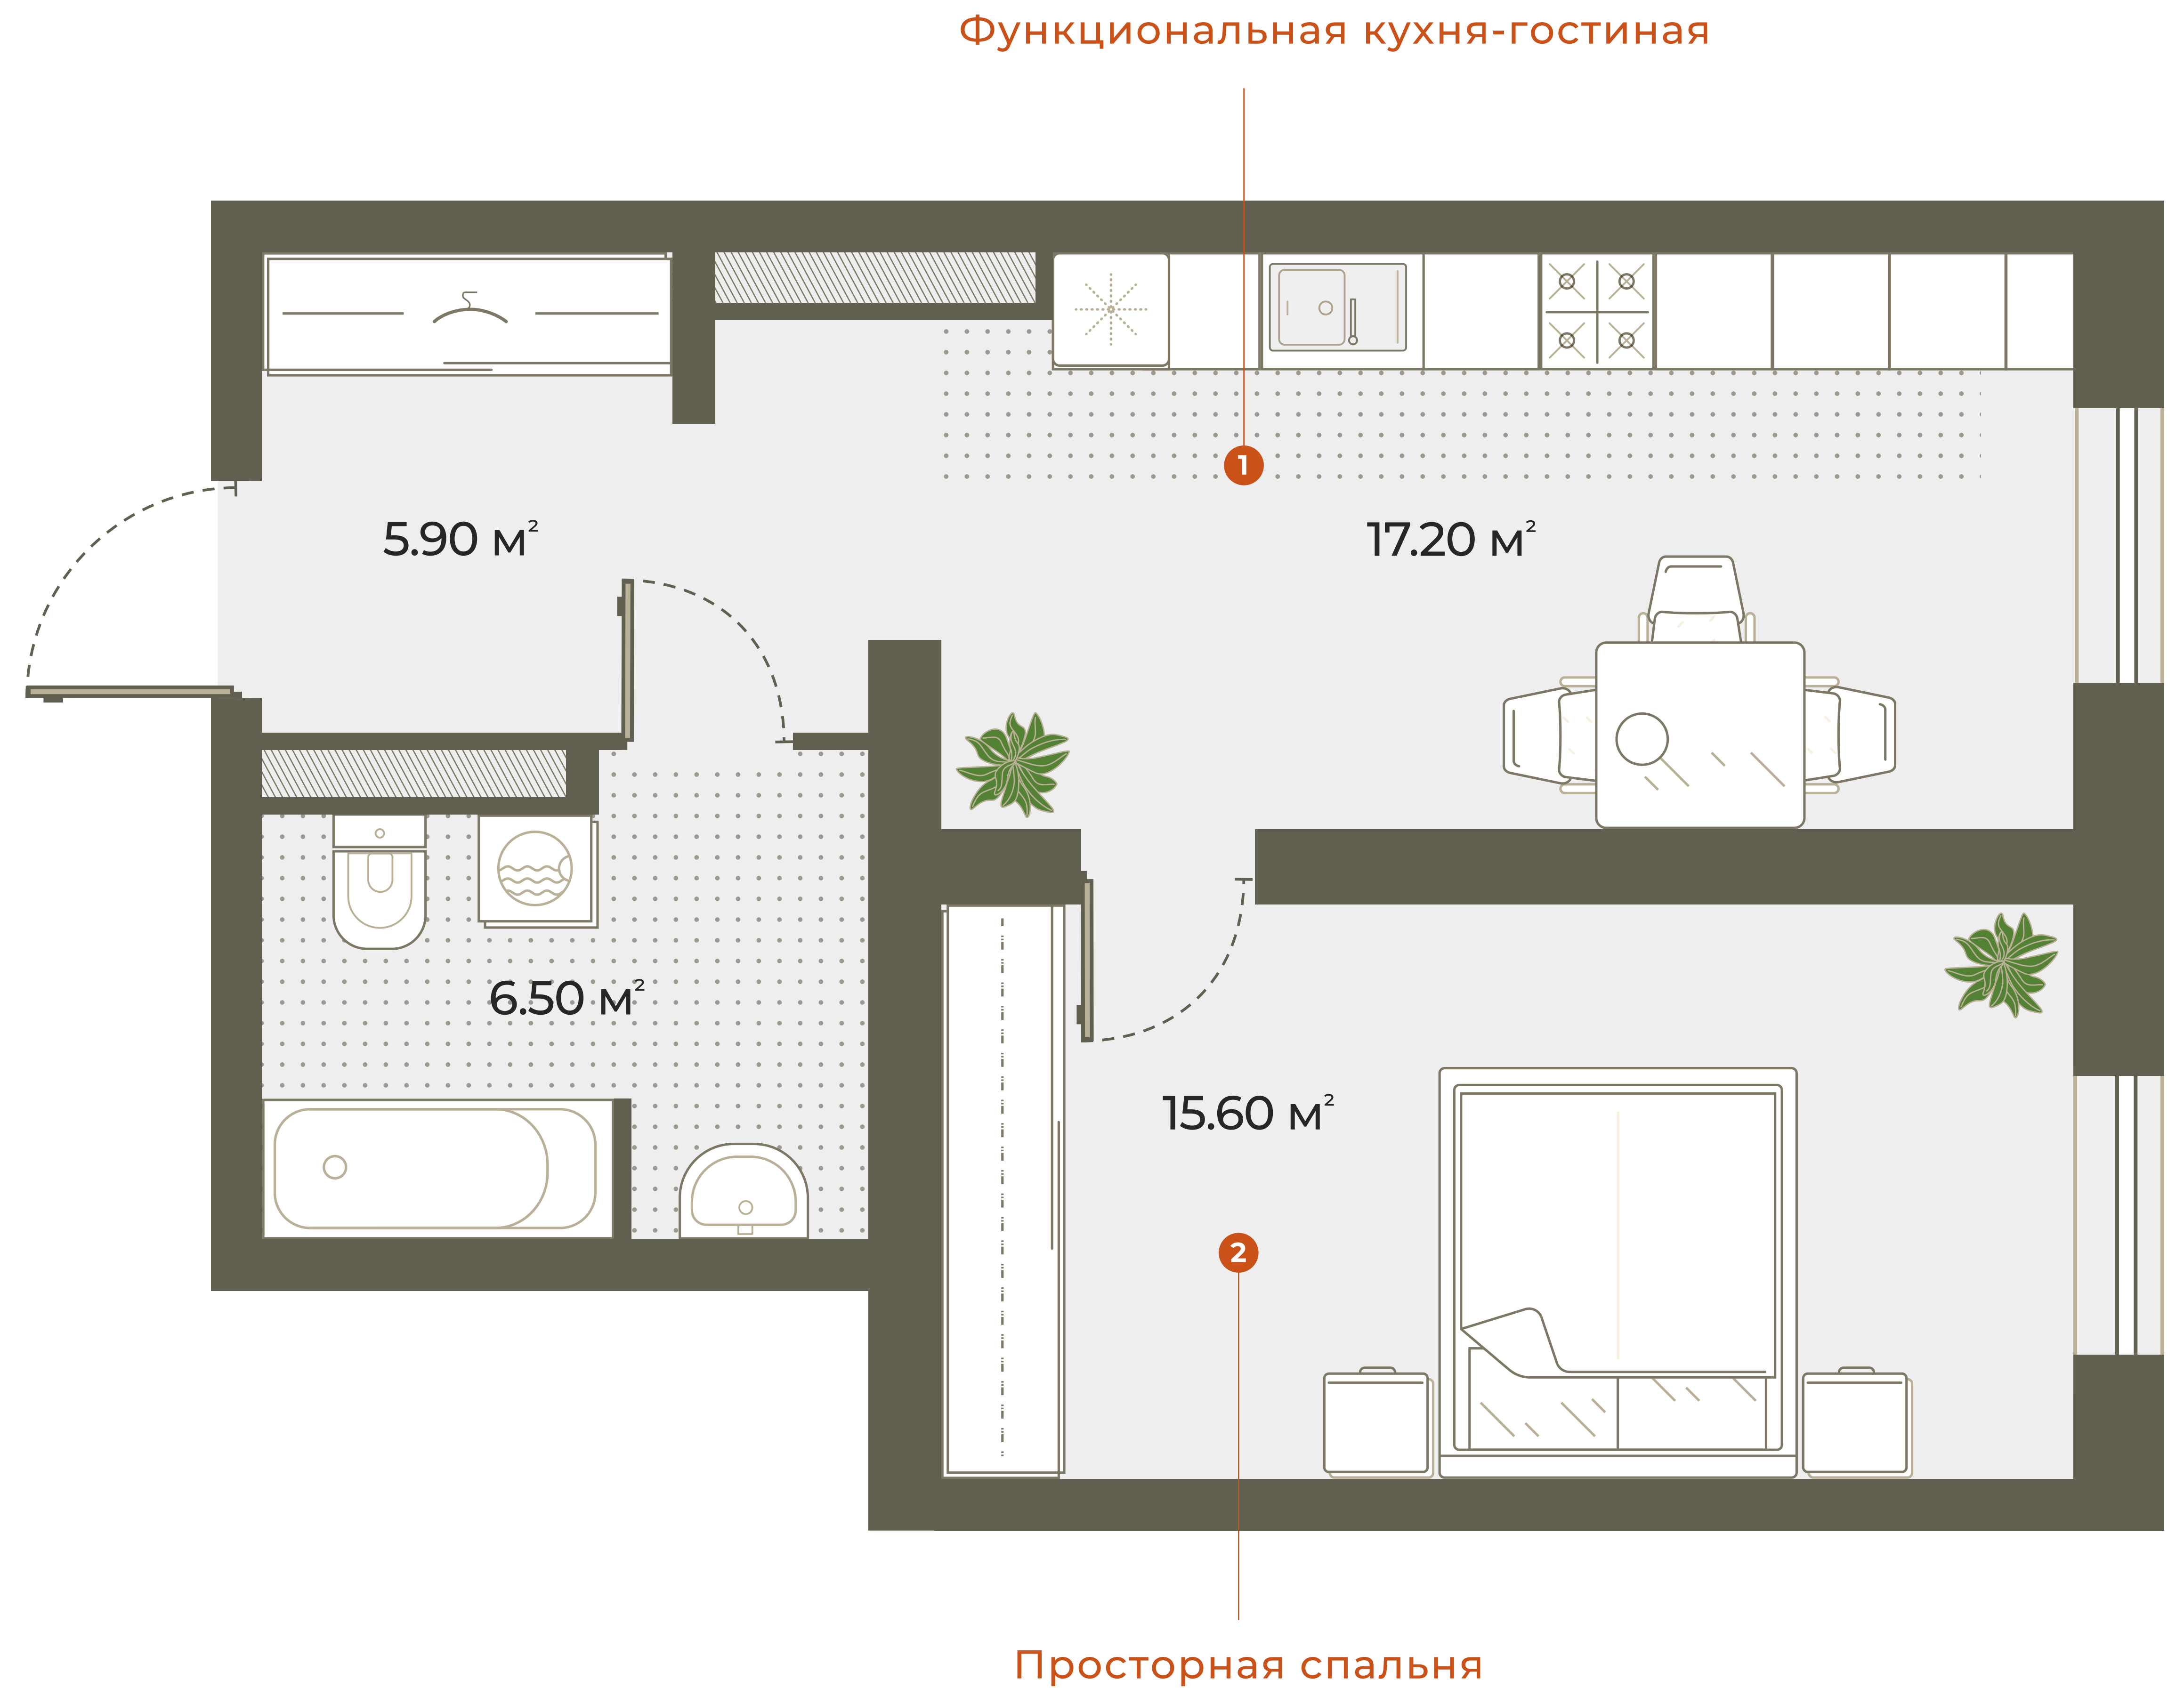 Функциональная кухня-гостиная
1
5.90 м²
17.20 м²
6.50 м²
15.60 м²
2
Просторная спальня